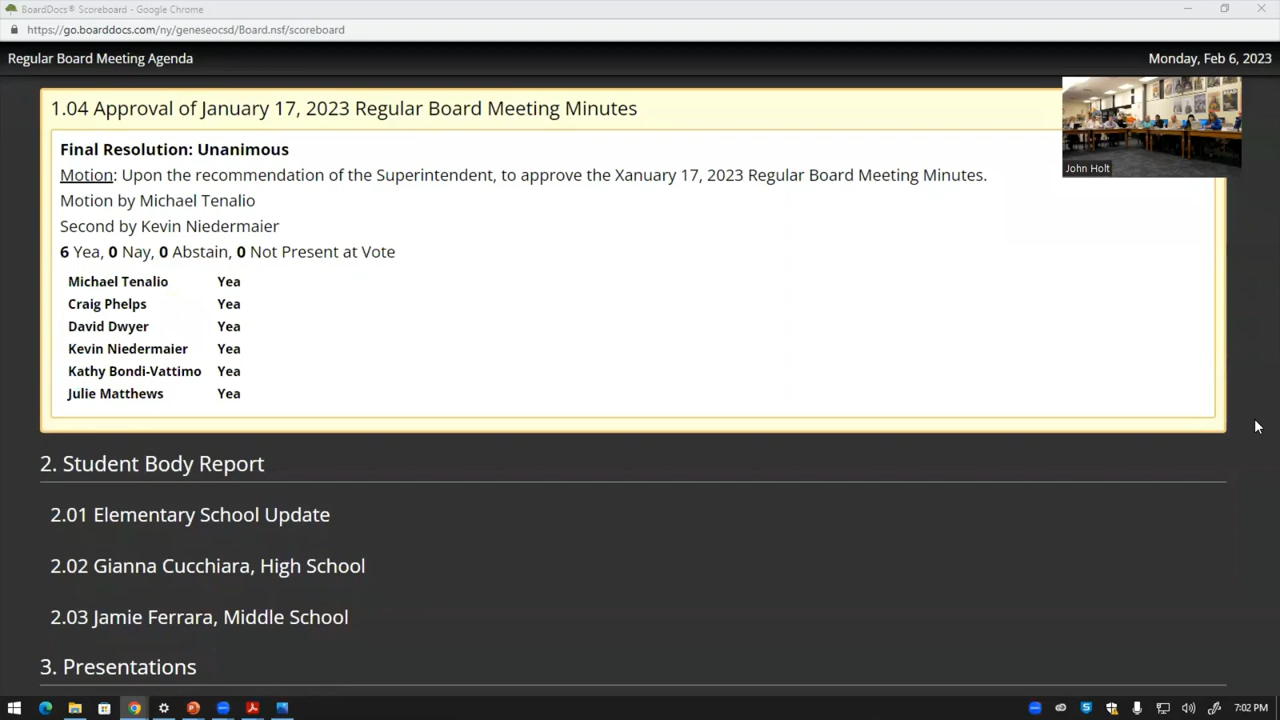 BoardDocs® Scoreboard - Google Chrome
https://go.boarddocs.com/ny/geneseocsd/Board.nsf/scoreboard
Regular Board Meeting Agenda
Monday, Feb 6, 2023
1.04 Approval of January 17, 2023 Regular Board Meeting Minutes
Final Resolution: Unanimous
Motion: Upon the recommendation of the Superintendent, to approve the Xanuary 17, 2023 Regular Board Meeting Minutes.
Motion by Michael Tenalio
Second by Kevin Niedermaier
6 Yea, 0 Nay, 0 Abstain, 0 Not Present at Vote
Michael Tenalio Yea
Craig Phelps Yea
David Dwyer Yea
Kevin Niedermaier Yea
Kathy Bondi-Vattimo Yea
Julie Matthews Yea
John Holt
2. Student Body Report
2.01 Elementary School Update
2.02 Gianna Cucchiara, High School
2.03 Jamie Ferrara, Middle School
3. Presentations
7:02 PM